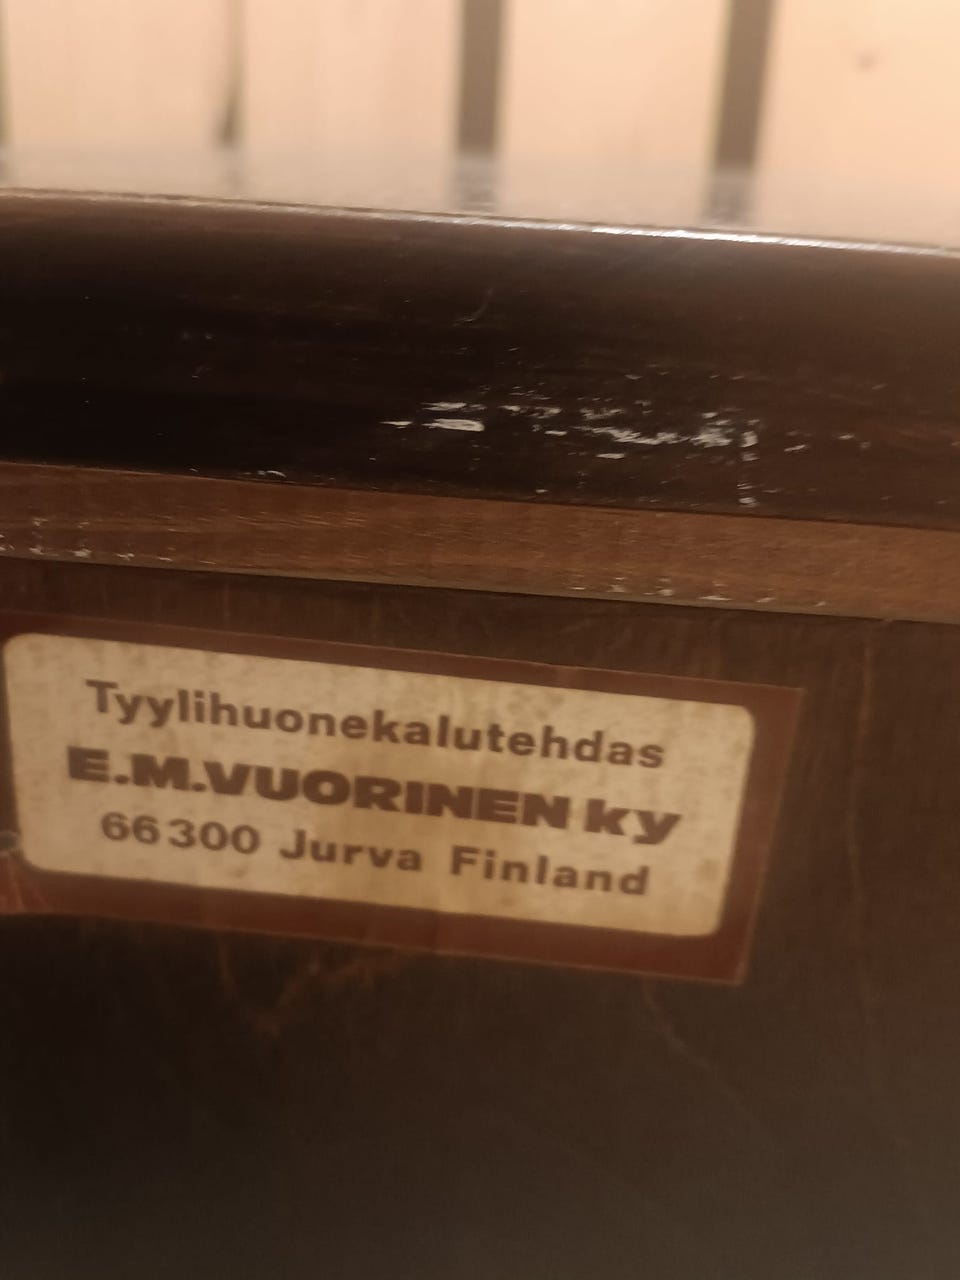 Tyylihuonekalutehdas
E.M.VUORINEN ky
66300 Jurva Finland